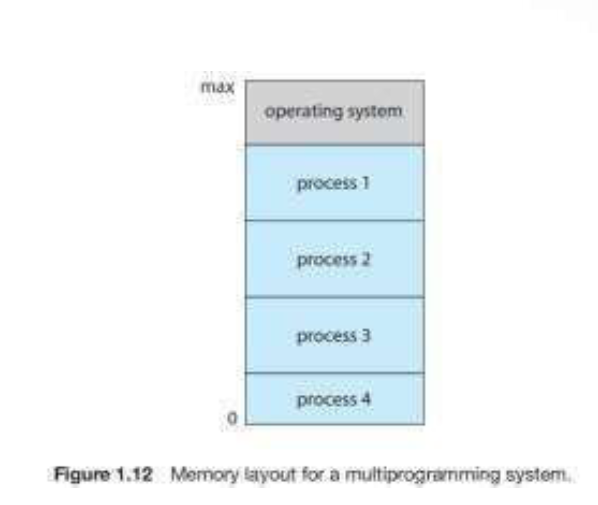 max
operating system
process 1
process 2
process 3
process 4
0
Figure 1.12 Memory layout for a multiprogramming system.